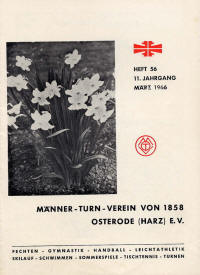 HEFT 56
11. JAHRGANG
MÄRZ 1966
MÄNNER-TURN-VEREIN VON 1858
OSTERODE (HARZ) E.V.
FECHTEN - GYMNASTIK - HANDBALL - LEICHTATHLETIK
SKILAUF - SCHWIMMEN - SOMMERSPIELE - TISCHTENNIS - TURNEN